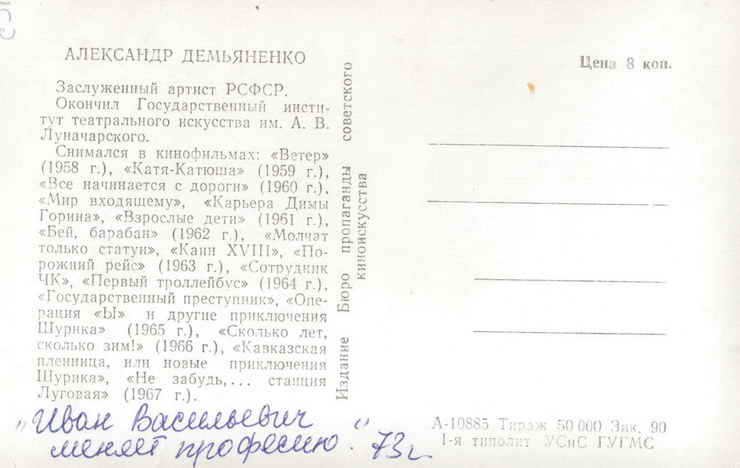 АЛЕКСАНДР ДЕМЬЯНЕНКО
Заслуженный артист РСФСР.
Окончил Государственный инсти-
тут театрального искусства им. А. В.
Луначарского.
Снимался в кинофильмах: «Ветер»
(1958 г.), «Катя-Катюша» (1959 г.),
«Все начинается с дороги» (1960 г.),
«Мир входящему», «Карьера Димы
Горина», «Взрослые дети» (1961 г.),
«Бей, барабан» (1962 г.), «Молчат
только статуи», «Каин XVIII», «По-
рожний рейс» (1963 г.), «Сотрудник
ЧК», «Первый троллейбус» (1964 г.),
«Государственный преступник», «Опе-
рация «Ы» и другие приключения
Шурика» (1965 г.), «Сколько лет,
сколько зим!» (1966 г.), «Кавказская
пленница, или новые приключения
Шурика», «Не забудь,... станция
Луговая» (1967 г.).
"Иван Васильевич
меняет професию." 73 г.
Издание Бюро пропаганды советского
киноискусства
Цена 8 коп.
А-10885 Тираж 50 000 Зак. 90
1-я типолит УСиС ГУГМС